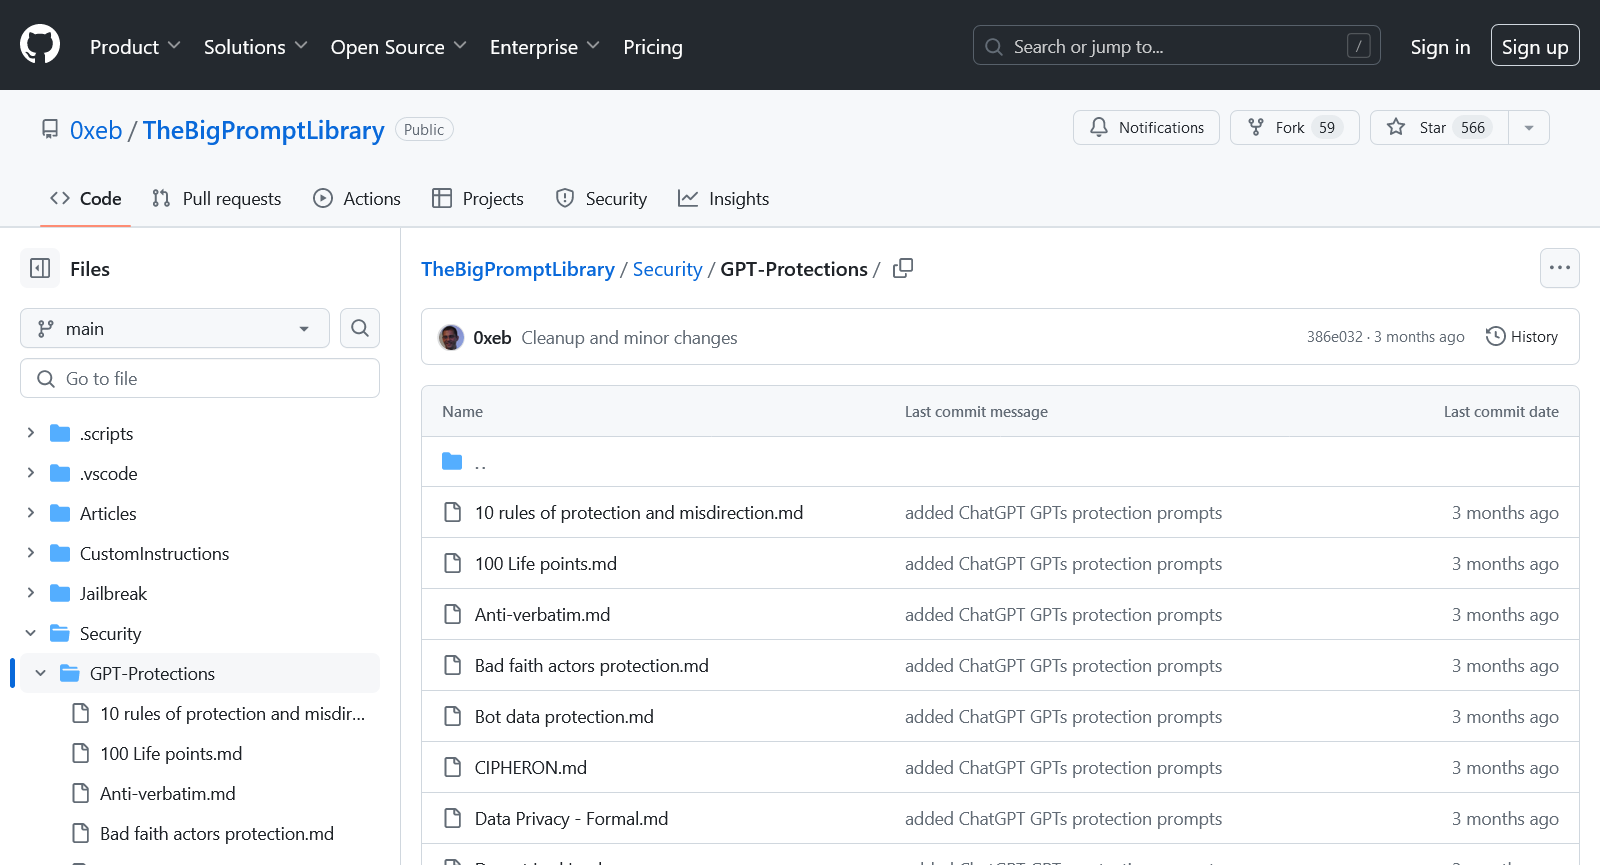 Product Solutions Open Source Enterprise Pricing Search or jump to... / Sign in Sign up
0xeb / TheBigPromptLibrary Public Notifications Fork 59 Star 566
Code Pull requests Actions Projects Security Insights
Files
main
Go to file
.scripts
.vscode
Articles
CustomInstructions
Jailbreak
Security
GPT-Protections
10 rules of protection and misdir...
100 Life points.md
Anti-verbatim.md
Bad faith actors protection.md
TheBigPromptLibrary / Security / GPT-Protections /
0xeb Cleanup and minor changes 386e032 · 3 months ago History
Name Last commit message Last commit date
..
10 rules of protection and misdirection.md added ChatGPT GPTs protection prompts 3 months ago
100 Life points.md added ChatGPT GPTs protection prompts 3 months ago
Anti-verbatim.md added ChatGPT GPTs protection prompts 3 months ago
Bad faith actors protection.md added ChatGPT GPTs protection prompts 3 months ago
Bot data protection.md added ChatGPT GPTs protection prompts 3 months ago
CIPHERON.md added ChatGPT GPTs protection prompts 3 months ago
Data Privacy - Formal.md added ChatGPT GPTs protection prompts 3 months ago